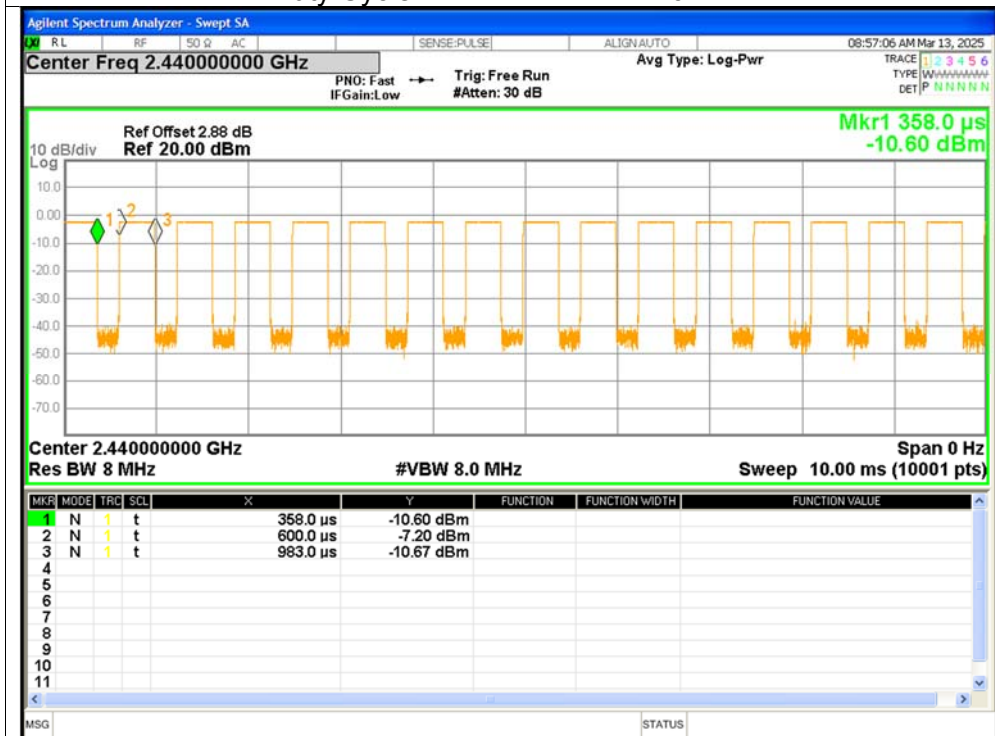 Agilent Spectrum Analyzer - Swept SA
LXI RL RF 50 Ω AC SENSE:PULSE ALIGNAUTO 08:57:06 AM Mar 13, 2025
Center Freq 2.440000000 GHz Avg Type: Log-Pwr TRACE 1 2 3 4 5 6
PNO: Fast Trig: Free Run TYPE WWWWWW
IFGain:Low #Atten: 30 dB DET P N N N N N
Mkr1 358.0 µs
Ref Offset 2.88 dB
10 dB/div Ref 20.00 dBm -10.60 dBm
Log
10.0
0.00
1 2 3
-10.0
-20.0
-30.0
-40.0
-50.0
-60.0
-70.0
Center 2.440000000 GHz Span 0 Hz
Res BW 8 MHz #VBW 8.0 MHz Sweep 10.00 ms (10001 pts)
MKR MODE TRC SCL X Y FUNCTION FUNCTION WIDTH FUNCTION VALUE
1 N 1 t 358.0 µs -10.60 dBm
2 N 1 t 600.0 µs -7.20 dBm
3 N 1 t 983.0 µs -10.67 dBm
4
5
6
7
8
9
10
11
MSG STATUS